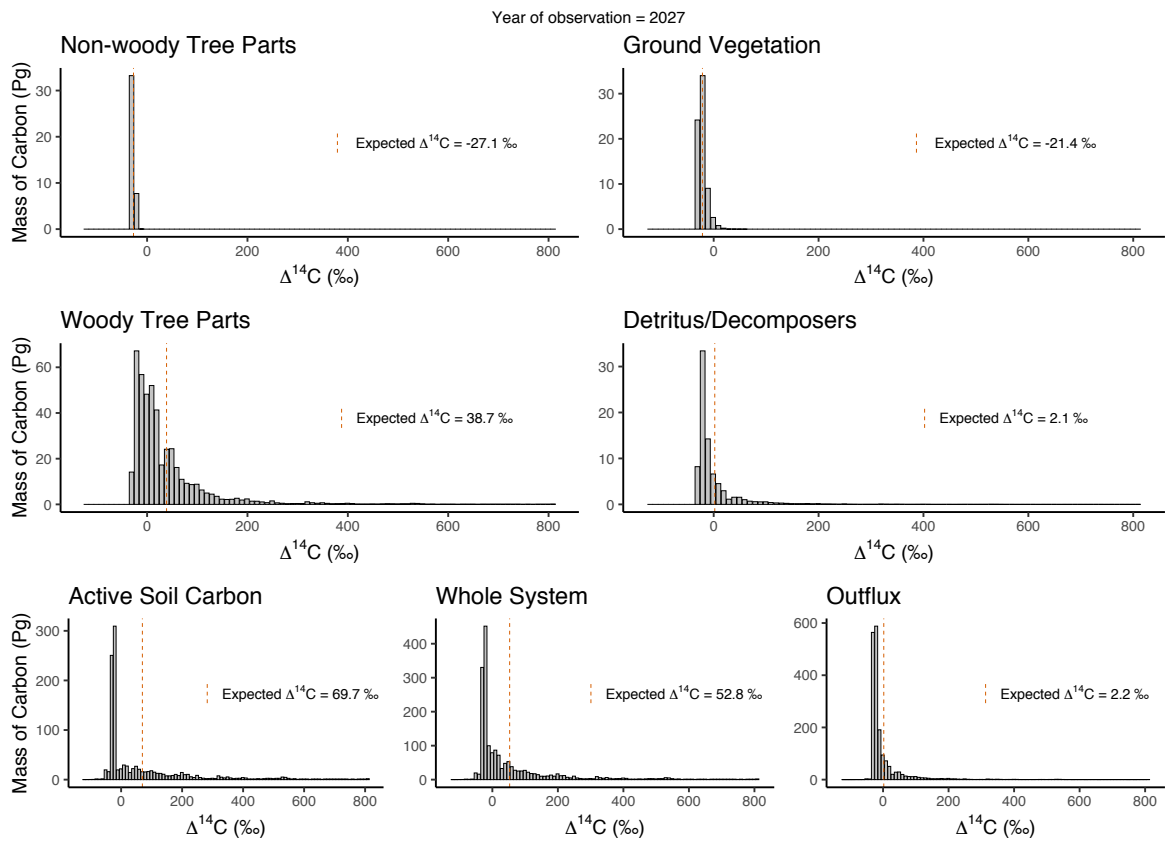 Year of observation = 2027
Non-woody Tree Parts
Mass of Carbon (Pg)
30
20
10
0
Expected Δ¹⁴C = -27.1 ‰
0 200 400 600 800
Δ¹⁴C (‰)
Ground Vegetation
30
20
10
0
Expected Δ¹⁴C = -21.4 ‰
0 200 400 600 800
Δ¹⁴C (‰)
Woody Tree Parts
Mass of Carbon (Pg)
60
40
20
0
Expected Δ¹⁴C = 38.7 ‰
0 200 400 600 800
Δ¹⁴C (‰)
Detritus/Decomposers
30
20
10
0
Expected Δ¹⁴C = 2.1 ‰
0 200 400 600 800
Δ¹⁴C (‰)
Active Soil Carbon
Mass of Carbon (Pg)
300
200
100
0
Expected Δ¹⁴C = 69.7 ‰
0 200 400 600 800
Δ¹⁴C (‰)
Whole System
400
300
200
100
0
Expected Δ¹⁴C = 52.8 ‰
0 200 400 600 800
Δ¹⁴C (‰)
Outflux
600
400
200
0
Expected Δ¹⁴C = 2.2 ‰
0 200 400 600 800
Δ¹⁴C (‰)